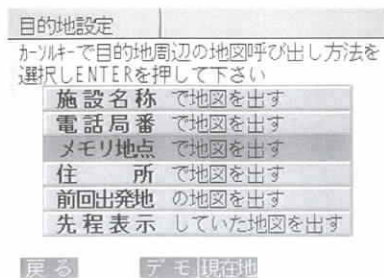 目的地設定
ｶｰｿﾙｷｰで目的地周辺の地図呼び出し方法を
選択しENTERを押して下さい
施設名称 で地図を出す
電話局番 で地図を出す
メモリ地点 で地図を出す
住 所 で地図を出す
前回出発地 の地図を出す
先程表示 していた地図を出す
戻る デモ 現在地